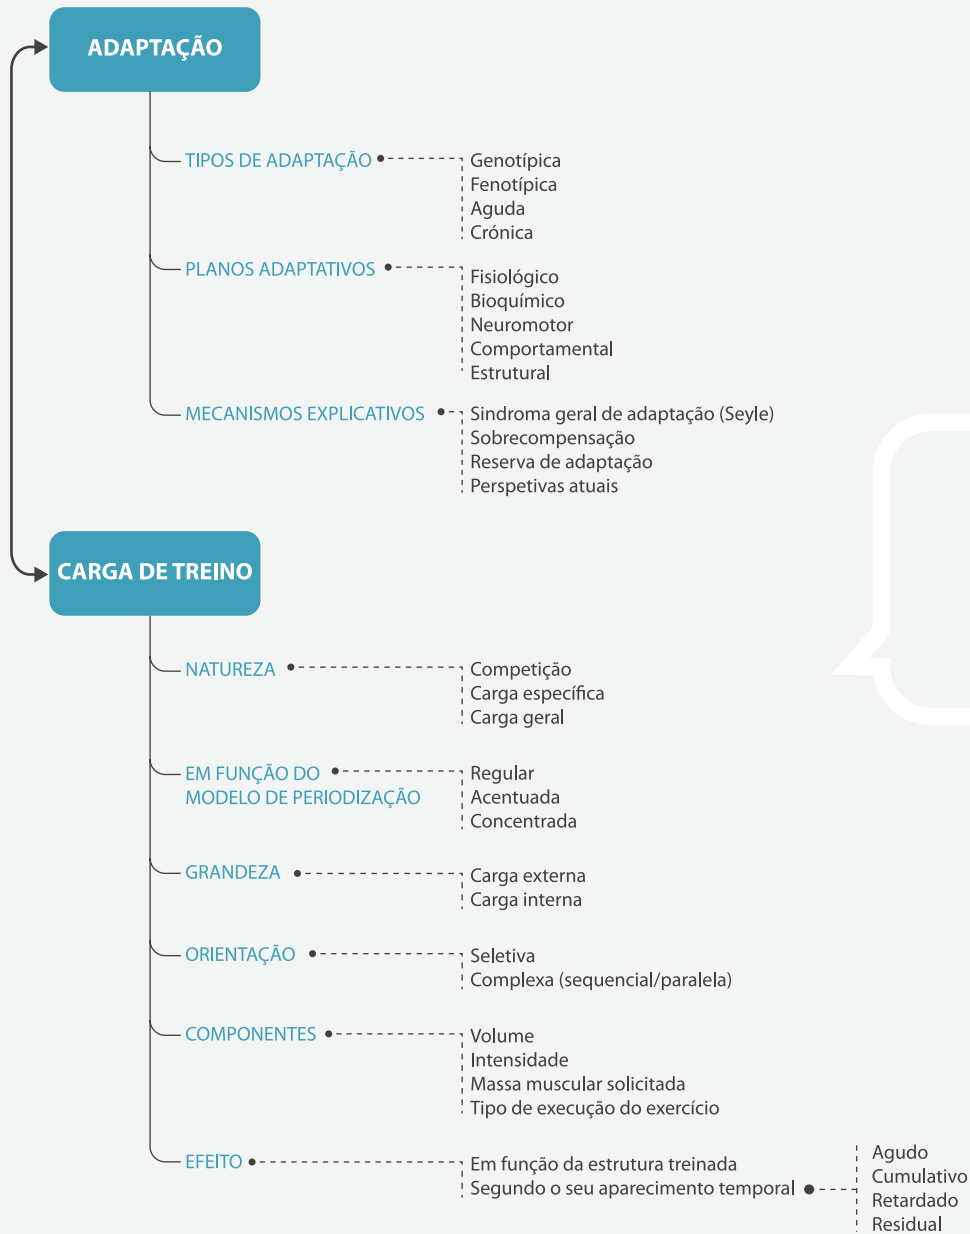 ADAPTAÇÃO
TIPOS DE ADAPTAÇÃO
Genotípica
Fenotípica
Aguda
Crónica
PLANOS ADAPTATIVOS
Fisiológico
Bioquímico
Neuromotor
Comportamental
Estrutural
MECANISMOS EXPLICATIVOS
Sindroma geral de adaptação (Seyle)
Sobrecompensação
Reserva de adaptação
Perspetivas atuais
CARGA DE TREINO
NATUREZA
Competição
Carga específica
Carga geral
EM FUNÇÃO DO
MODELO DE PERIODIZAÇÃO
Regular
Acentuada
Concentrada
GRANDEZA
Carga externa
Carga interna
ORIENTAÇÃO
Seletiva
Complexa (sequencial/paralela)
COMPONENTES
Volume
Intensidade
Massa muscular solicitada
Tipo de execução do exercício
EFEITO
Em função da estrutura treinada
Segundo o seu aparecimento temporal
Agudo
Cumulativo
Retardado
Residual